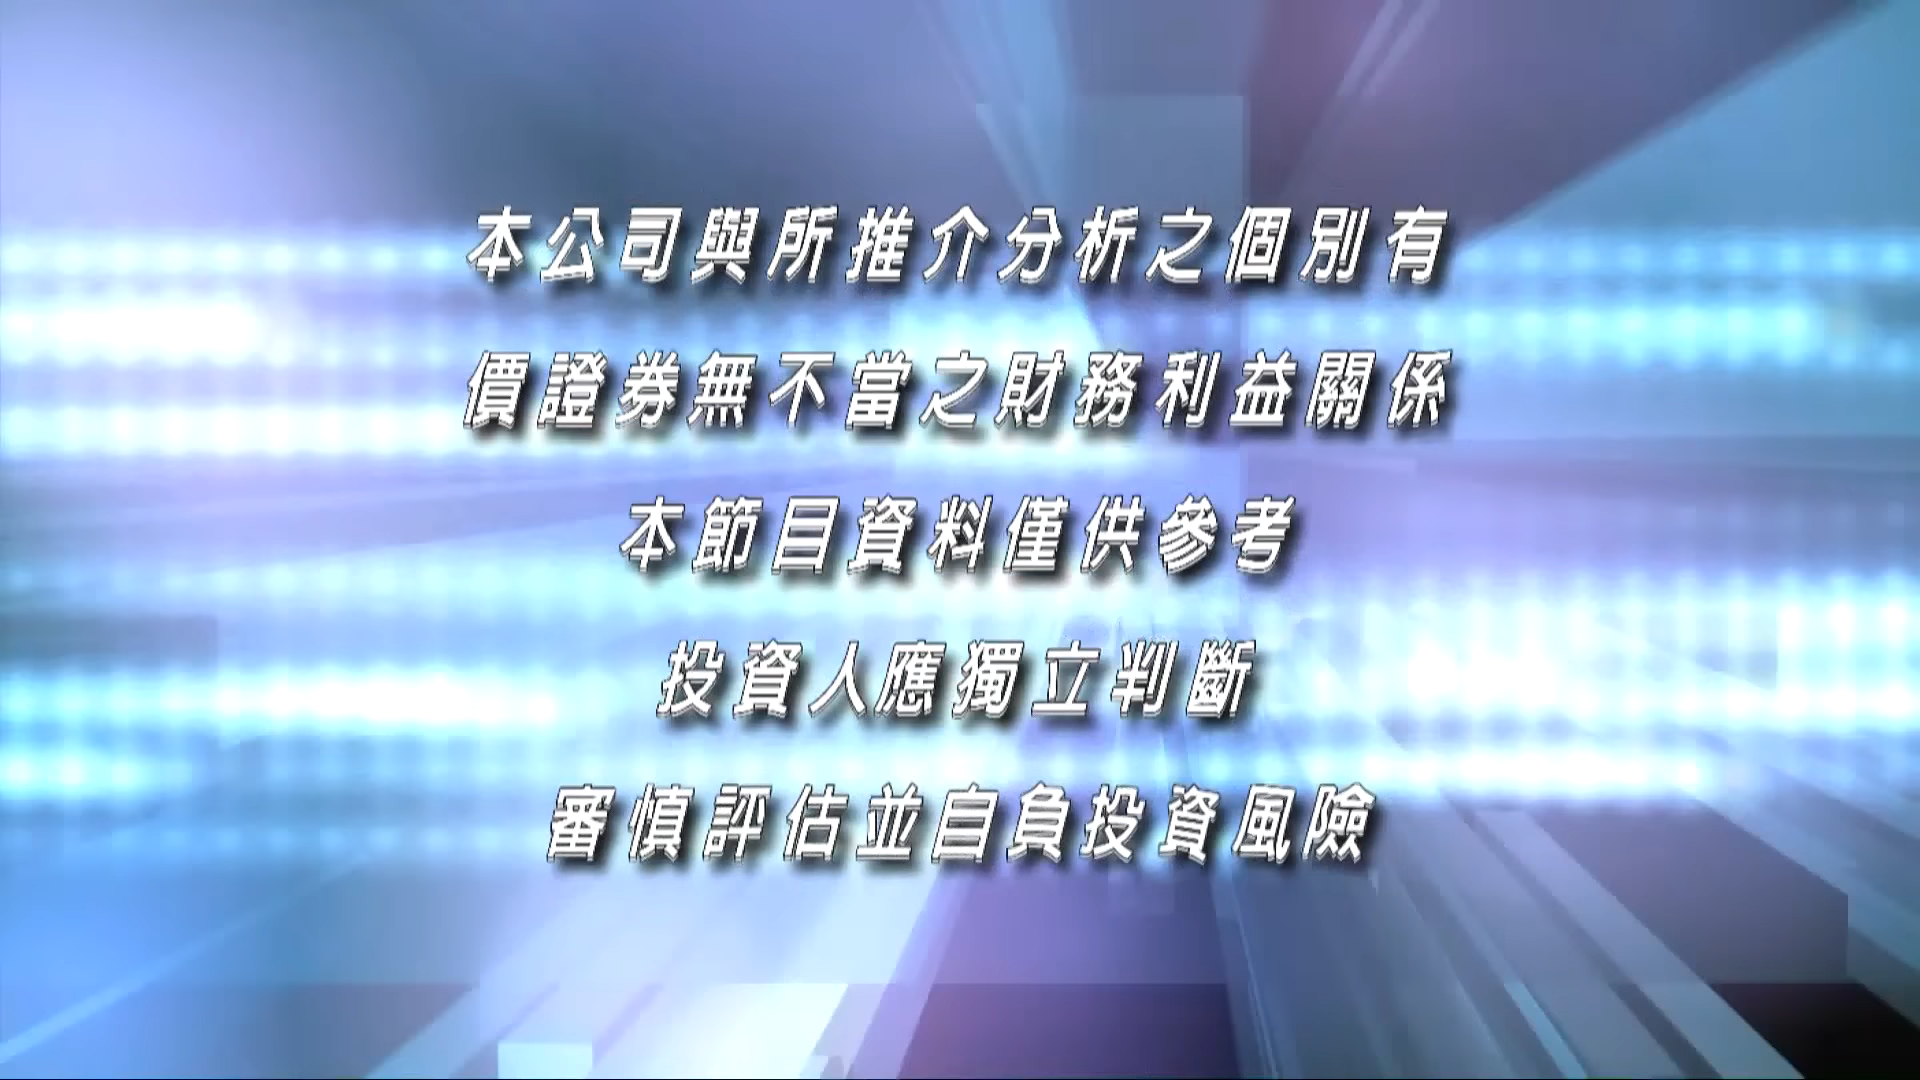 本公司與所推介分析之個別有
價證券無不當之財務利益關係
本節目資料僅供參考
投資人應獨立判斷
審慎評估並自負投資風險